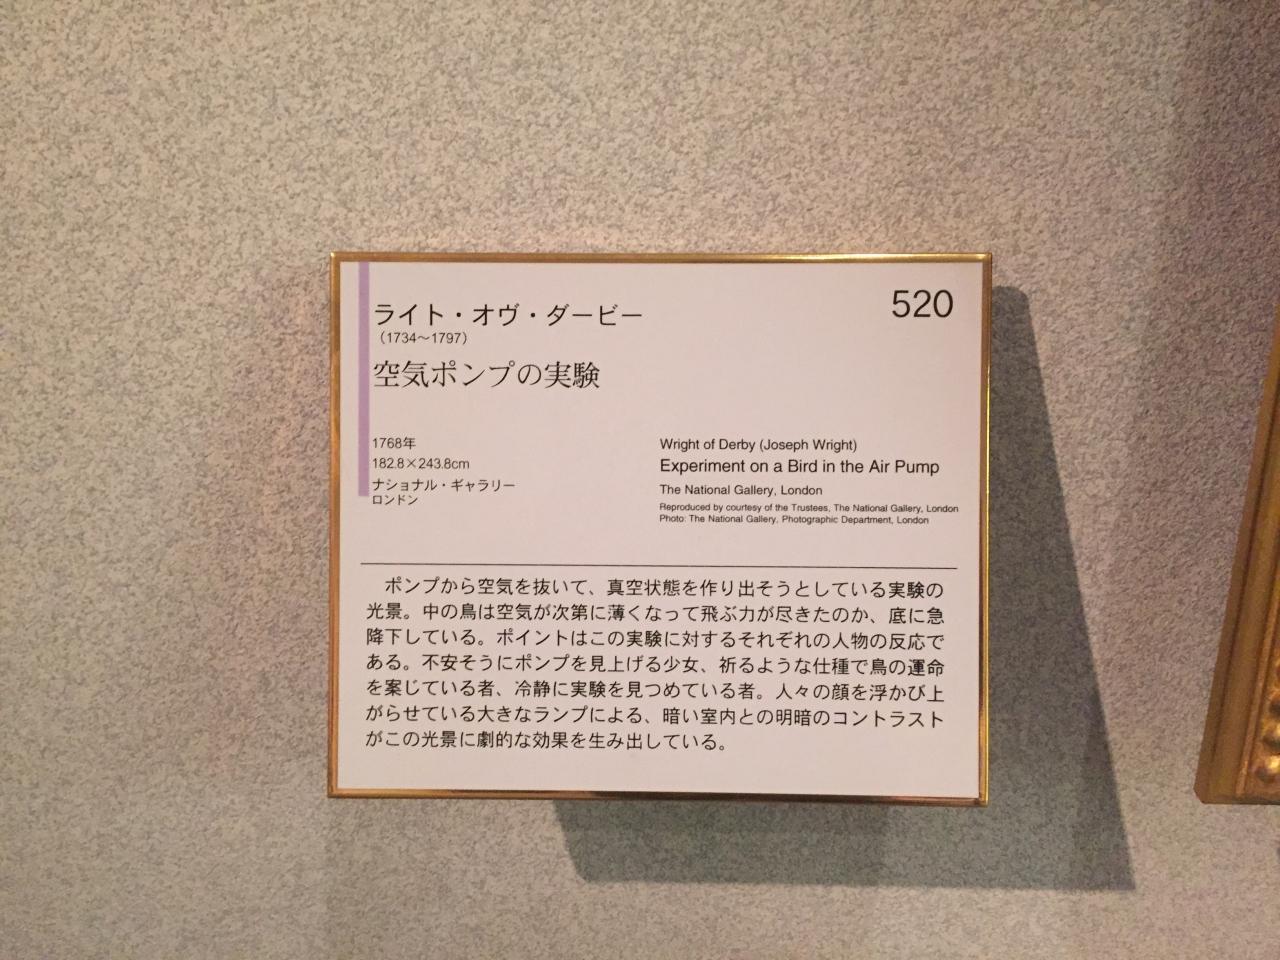 520
ライト・オヴ・ダービー
(1734〜1797)
空気ポンプの実験
1768年
182.8×243.8cm
ナショナル・ギャラリー
ロンドン
Wright of Derby (Joseph Wright)
Experiment on a Bird in the Air Pump
The National Gallery, London
Reproduced by courtesy of the Trustees, The National Gallery, London
Photo: The National Gallery, Photographic Department, London
ポンプから空気を抜いて、真空状態を作り出そうとしている実験の
光景。中の鳥は空気が次第に薄くなって飛ぶ力が尽きたのか、底に急
降下している。ポイントはこの実験に対するそれぞれの人物の反応で
ある。不安そうにポンプを見上げる少女、祈るような仕種で鳥の運命
を案じている者、冷静に実験を見つめている者。人々の顔を浮かび上
がらせている大きなランプによる、暗い室内との明暗のコントラスト
がこの光景に劇的な効果を生み出している。